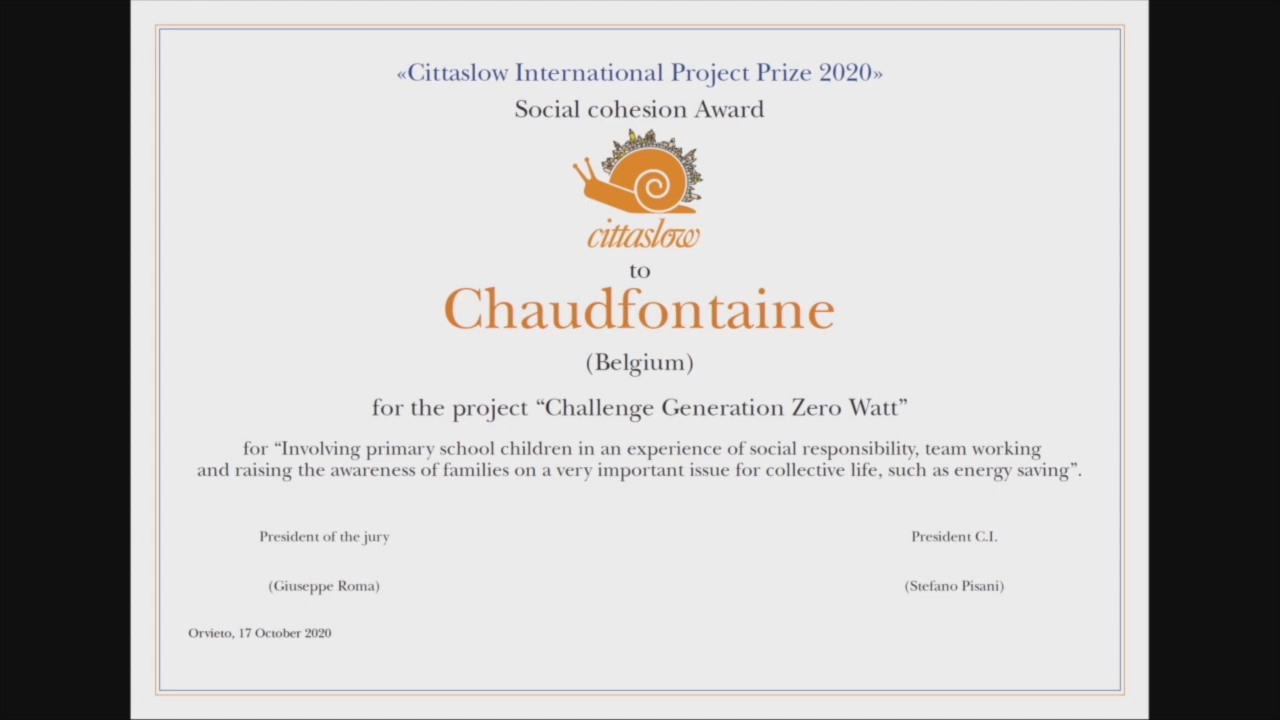 «Cittaslow International Project Prize 2020»
Social cohesion Award
cittaslow
to
Chaudfontaine
(Belgium)
for the project “Challenge Generation Zero Watt”
for “Involving primary school children in an experience of social responsibility, team working
and raising the awareness of families on a very important issue for collective life, such as energy saving”.
President of the jury
President C.I.
(Giuseppe Roma)
(Stefano Pisani)
Orvieto, 17 October 2020